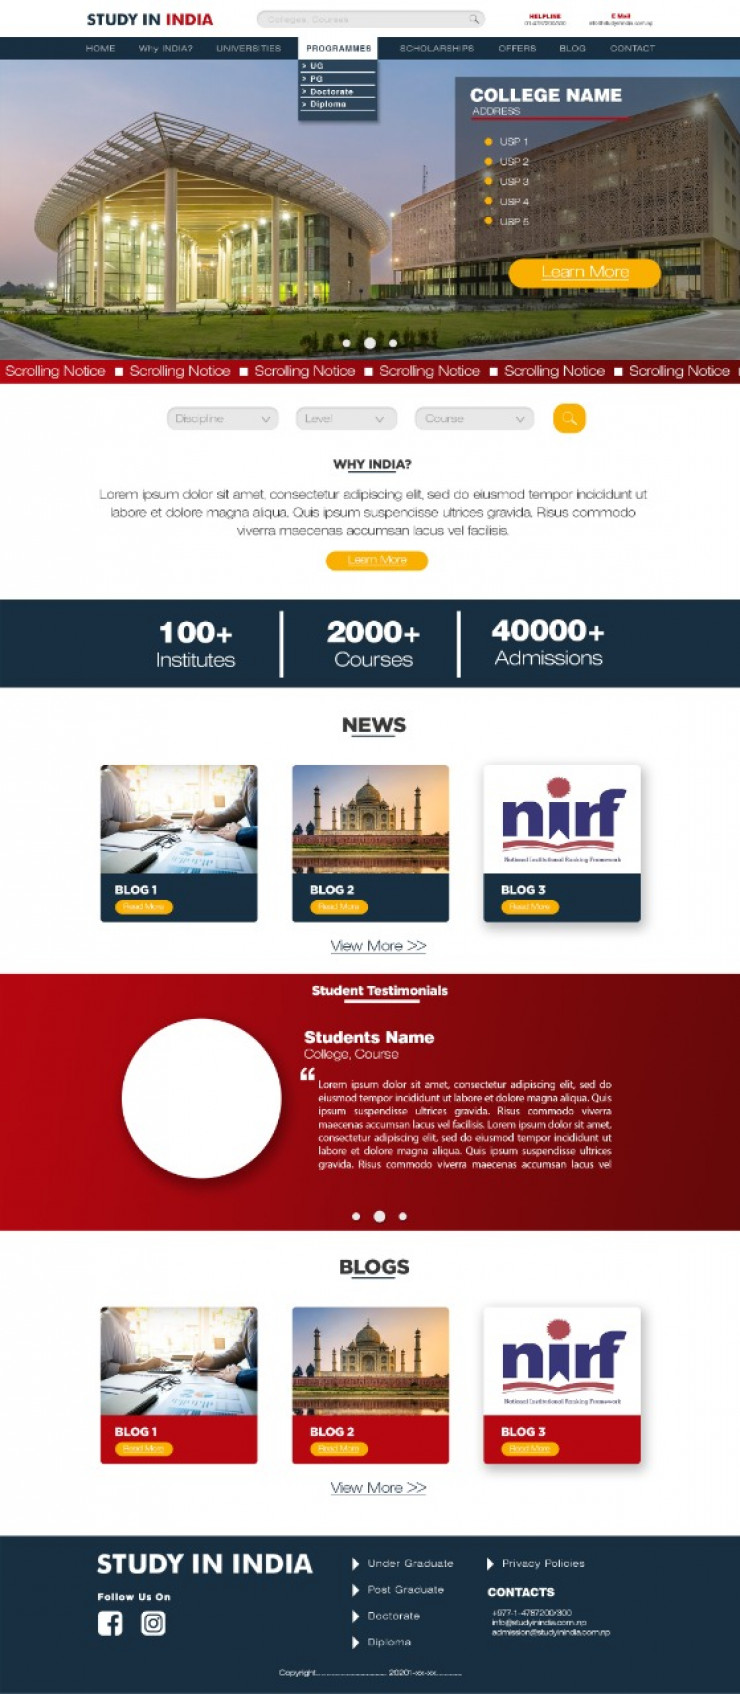 STUDY IN INDIA
Colleges, Courses
HELPLINE
01-4787200/300
E Mail
info@studyinindia.com.np
HOME Why INDIA? UNIVERSITIES PROGRAMMES SCHOLARSHIPS OFFERS BLOG CONTACT
> UG
> PG
> Doctorate
> Diploma
COLLEGE NAME
ADDRESS
USP 1
USP 2
USP 3
USP 4
USP 5
Learn More
Scrolling Notice Scrolling Notice Scrolling Notice Scrolling Notice Scrolling Notice Scrolling Notice
Discipline Level Course
WHY INDIA?
Lorem ipsum dolor sit amet, consectetur adipiscing elit, sed do eiusmod tempor incididunt ut
labore et dolore magna aliqua. Quis ipsum suspendisse ultrices gravida. Risus commodo
viverra maecenas accumsan lacus vel facilisis.
Learn More
100+ 2000+ 40000+
Institutes Courses Admissions
NEWS
nirf
National Institutional Ranking Framework
BLOG 1 BLOG 2 BLOG 3
Read More Read More Read More
View More >>
Student Testimonials
Students Name
College, Course
“ Lorem ipsum dolor sit amet, consectetur adipiscing elit, sed do
eiusmod tempor incididunt ut labore et dolore magna aliqua. Quis
ipsum suspendisse ultrices gravida. Risus commodo viverra
maecenas accumsan lacus vel facilisis. Lorem ipsum dolor sit amet,
consectetur adipiscing elit, sed do eiusmod tempor incididunt ut
labore et dolore magna aliqua. Quis ipsum suspendisse ultrices
gravida. Risus commodo viverra maecenas accumsan lacus vel
BLOGS
nirf
National Institutional Ranking Framework
BLOG 1 BLOG 2 BLOG 3
Read More Read More Read More
View More >>
STUDY IN INDIA
Follow Us On
Under Graduate
Post Graduate
Doctorate
Diploma
Privacy Policies
CONTACTS
+977-1-4787200/300
info@studyinindia.com.np
admission@studyinindia.com.np
Copyright.............................. 20201-xx-xx............